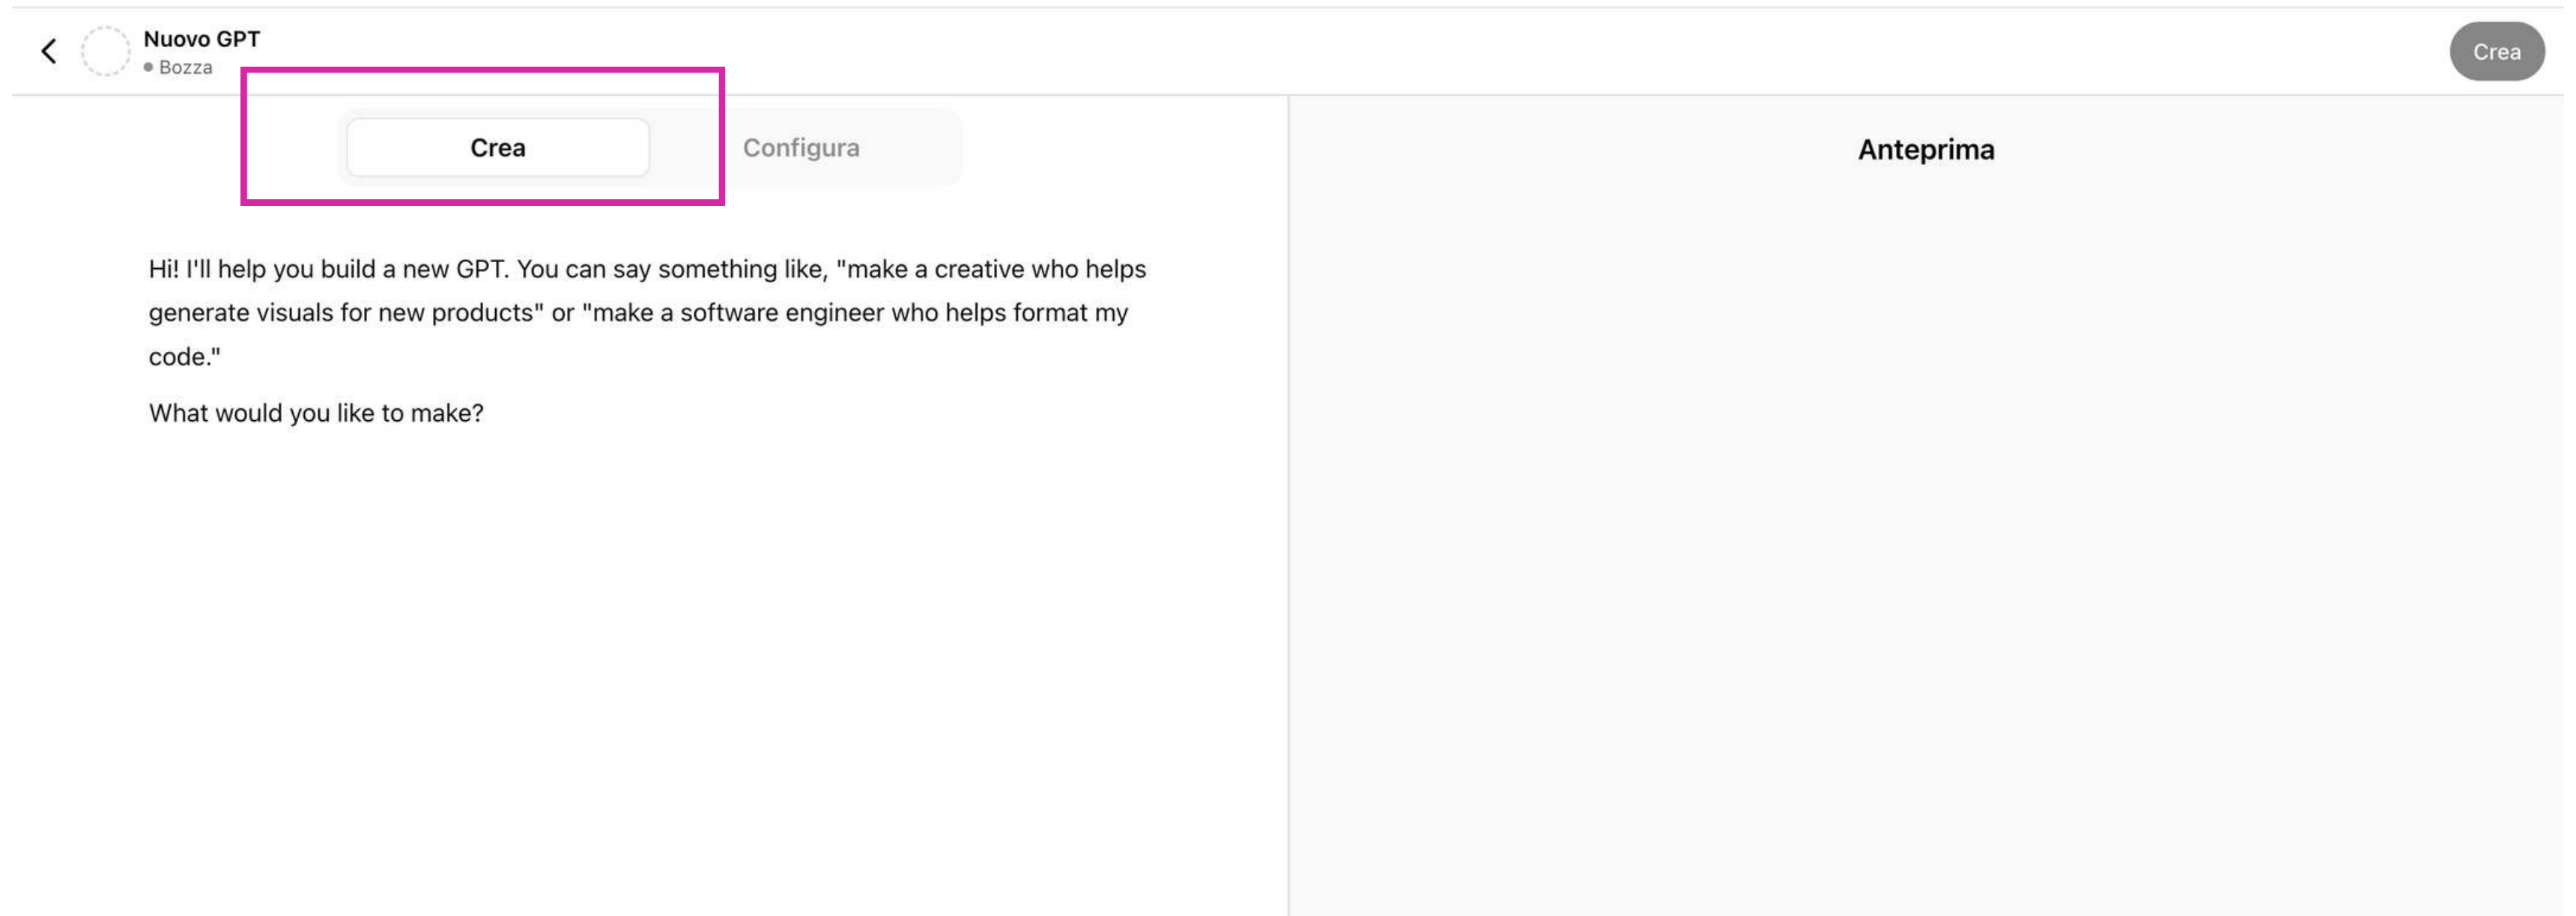 Nuovo GPT
Bozza
Crea
Crea
Configura
Anteprima
Hi! I'll help you build a new GPT. You can say something like, "make a creative who helps
generate visuals for new products" or "make a software engineer who helps format my
code."
What would you like to make?